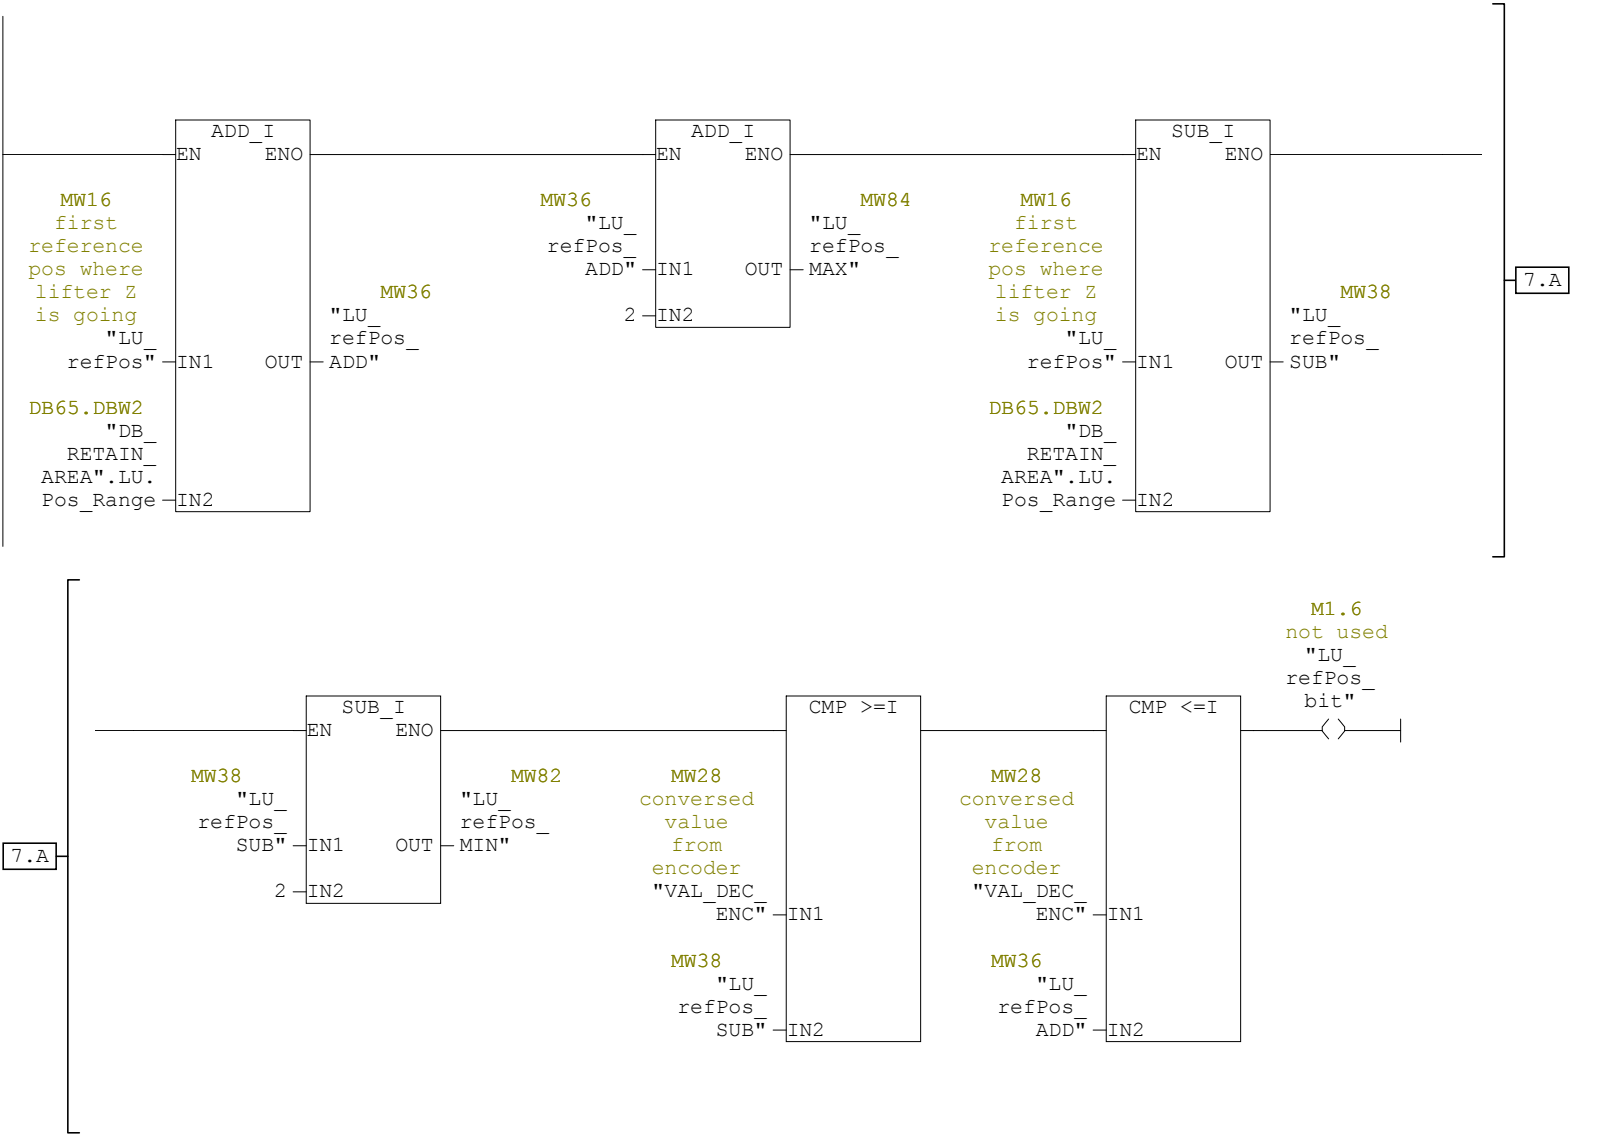 ADD_I
EN ENO
MW16
first
reference
pos where
lifter Z
is going
"LU_
refPos" IN1
MW36
"LU_
refPos_
OUT ADD"
DB65.DBW2
"DB_
RETAIN_
AREA".LU.
Pos_Range IN2
ADD_I
EN ENO
MW36
"LU_
refPos_
ADD" IN1
MW84
"LU_
refPos_
OUT MAX"
2 IN2
SUB_I
EN ENO
MW16
first
reference
pos where
lifter Z
is going
"LU_
refPos" IN1
MW38
"LU_
refPos_
OUT SUB"
DB65.DBW2
"DB_
RETAIN_
AREA".LU.
Pos_Range IN2
7.A
7.A
SUB_I
EN ENO
MW38
"LU_
refPos_
SUB" IN1
MW82
"LU_
refPos_
OUT MIN"
2 IN2
CMP >=I
MW28
conversed
value
from
encoder
"VAL_DEC_
ENC" IN1
MW38
"LU_
refPos_
SUB" IN2
CMP <=I
MW28
conversed
value
from
encoder
"VAL_DEC_
ENC" IN1
MW36
"LU_
refPos_
ADD" IN2
M1.6
not used
"LU_
refPos_
bit"